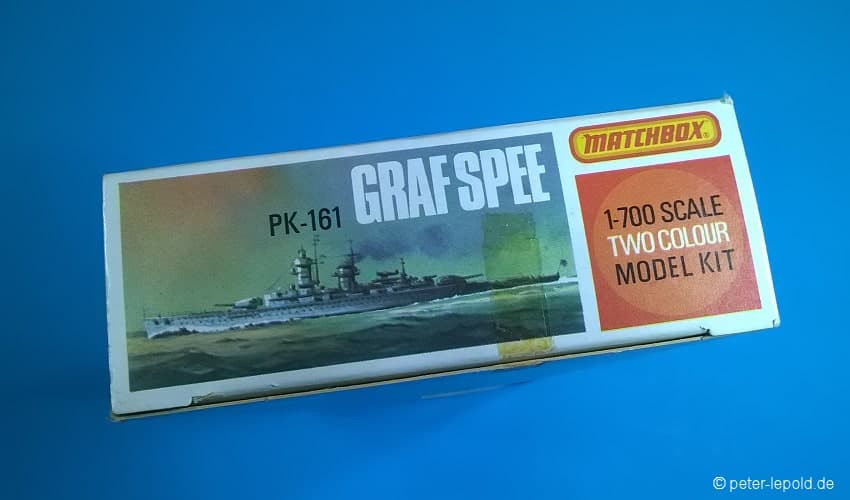 PK-161 GRAF SPEE
MATCHBOX
1-700 SCALE
TWO COLOUR
MODEL KIT
© peter-lepold.de